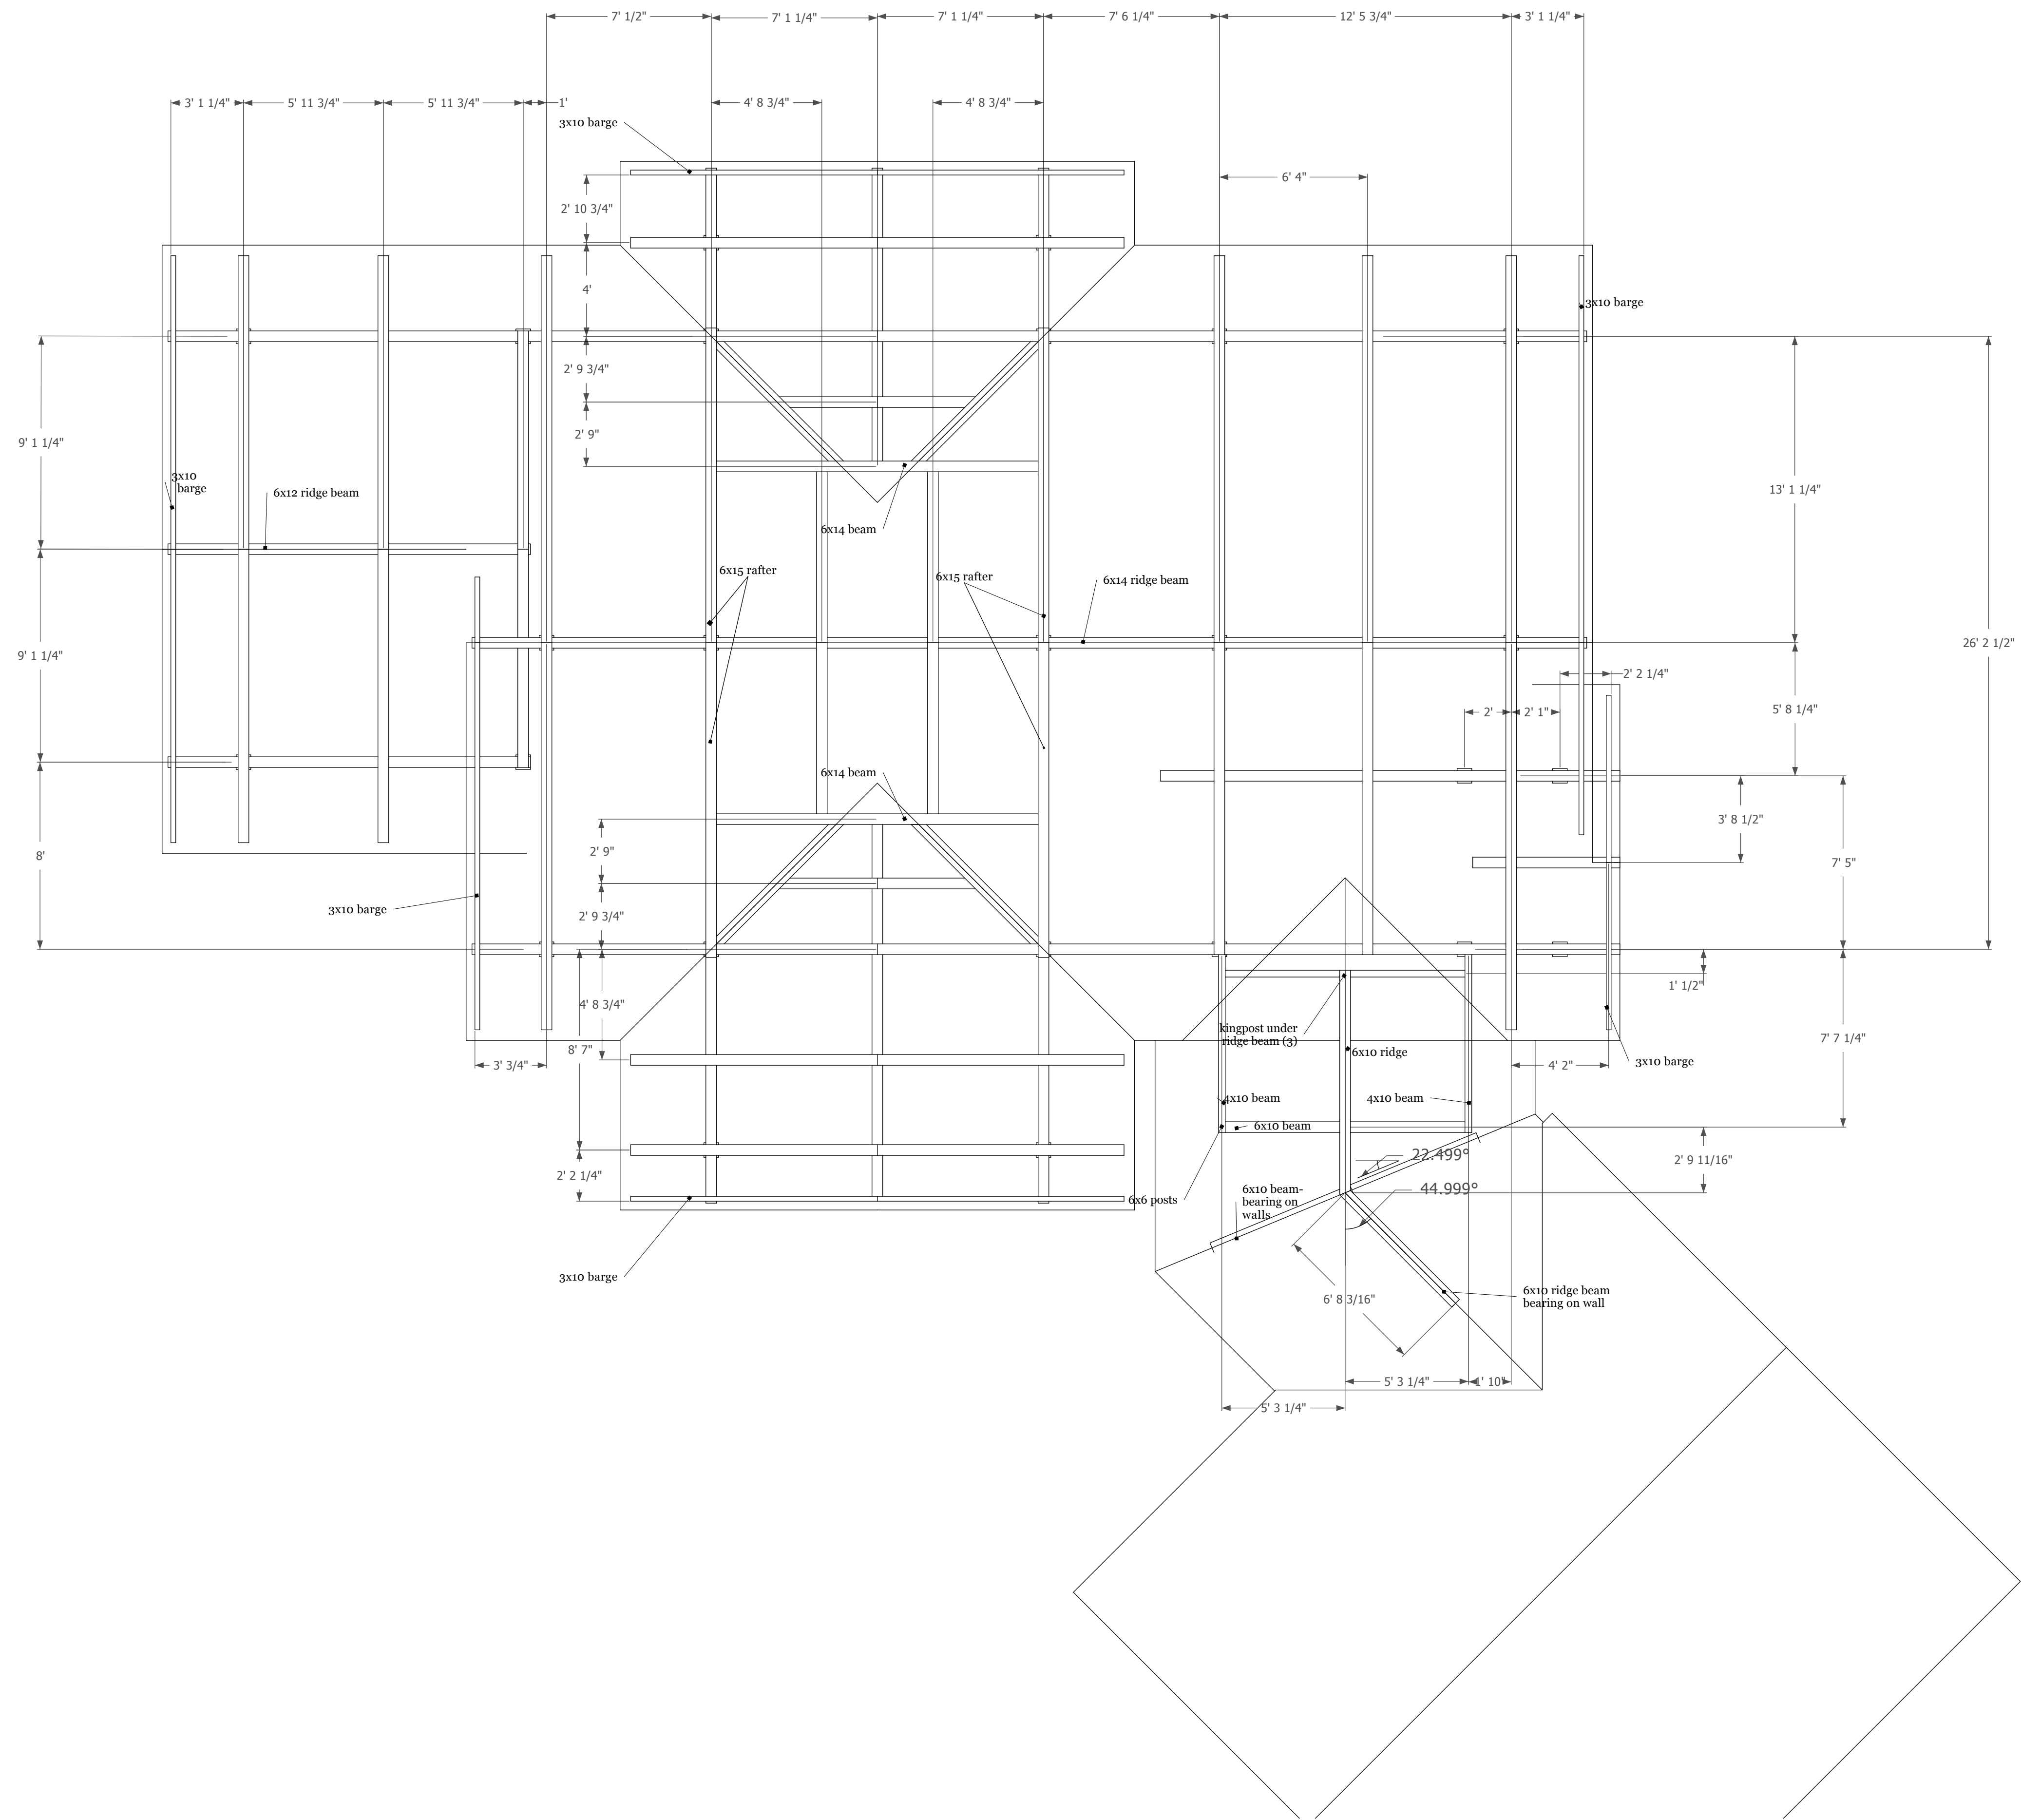 7' 1/2"
7' 1 1/4"
7' 1 1/4"
7' 6 1/4"
12' 5 3/4"
3' 1 1/4"
3' 1 1/4"
5' 11 3/4"
5' 11 3/4"
1'
4' 8 3/4"
4' 8 3/4"
3x10 barge
6' 4"
2' 10 3/4"
4'
3x10 barge
2' 9 3/4"
9' 1 1/4"
2' 9"
3x10
barge
6x12 ridge beam
13' 1 1/4"
6x14 beam
6x15 rafter
6x15 rafter
6x14 ridge beam
26' 2 1/2"
9' 1 1/4"
2' 2 1/4"
2'
2' 1"
5' 8 1/4"
6x14 beam
3' 8 1/2"
8'
2' 9"
7' 5"
3x10 barge
2' 9 3/4"
1' 1/2"
4' 8 3/4"
kingpost under
ridge beam (3)
7' 7 1/4"
8' 7"
6x10 ridge
3' 3/4"
4' 2"
3x10 barge
4x10 beam
4x10 beam
6x10 beam
22.499°
2' 9 11/16"
2' 2 1/4"
44.999°
6x6 posts
6x10 beam-
bearing on
walls
3x10 barge
6' 8 3/16"
6x10 ridge beam
bearing on wall
5' 3 1/4"
1' 10"
5' 3 1/4"